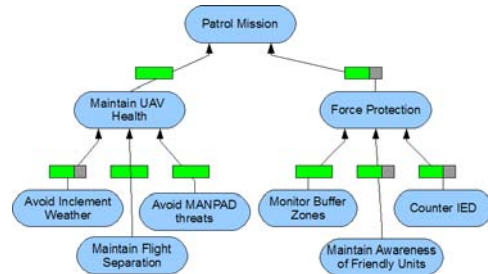 Patrol Mission
Maintain UAV
Health
Force Protection
Avoid Inclement
Weather
Avoid MANPAD
threats
Monitor Buffer
Zones
Counter IED
Maintain Flight
Separation
Maintain Awareness
of Friendly Units